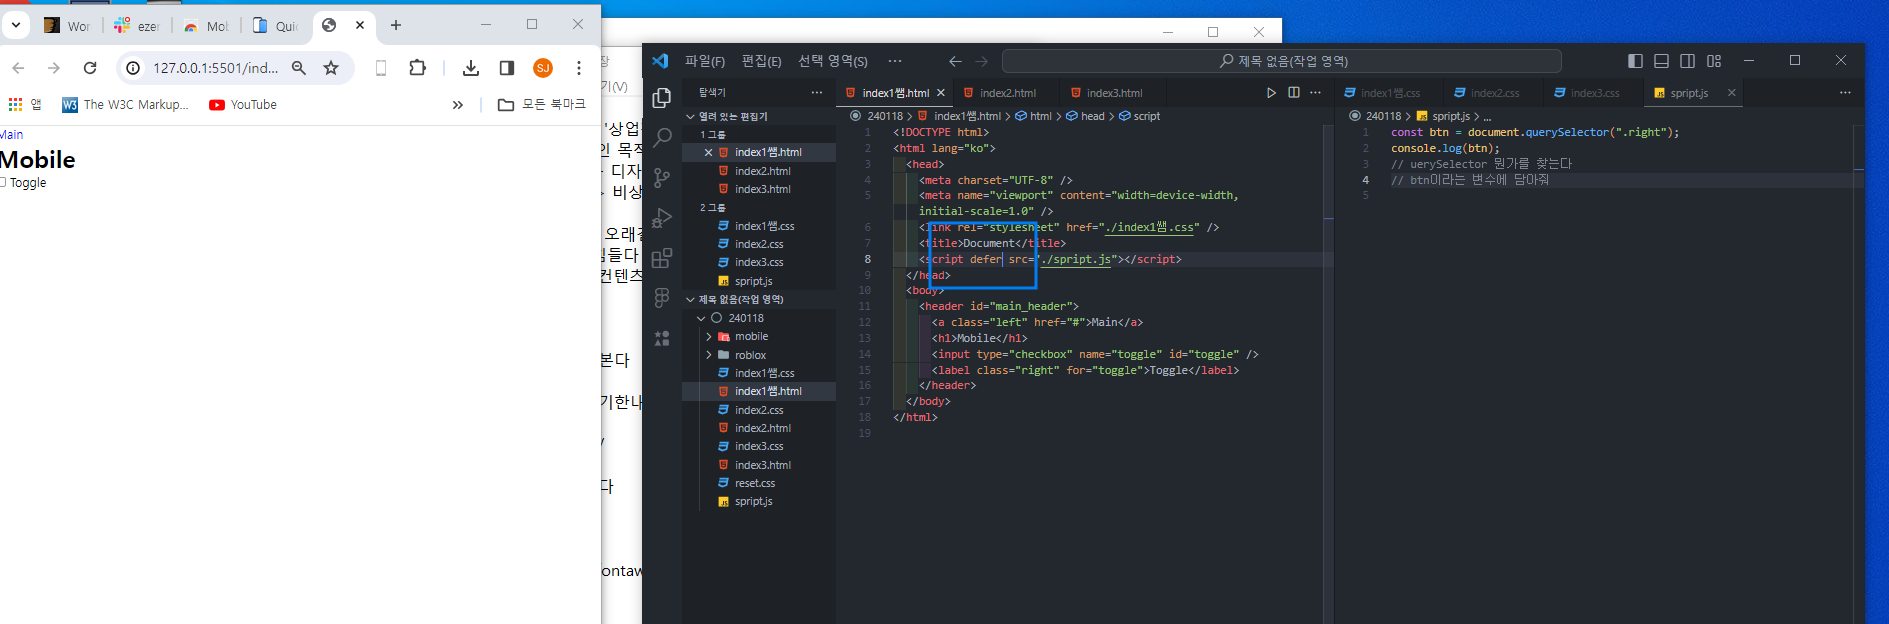 Wor
ezer
Mob
Quic
127.0.0.1:5501/ind...
SJ
앱
W3 The W3C Markup...
YouTube
모든 북마크
Main
Mobile
Toggle
장
기(V)
'상업
인 목적
디자
비상
오래
힘들다
컨텐츠
본다
기한나
다
ontaw
파일(F) 편집(E) 선택 영역(S) ...
제목 없음(작업 영역)
탐색기 ...
열려 있는 편집기
1 그룹
index1쌤.html
index2.html
index3.html
2 그룹
index1쌤.css
index2.css
index3.css
spript.js
제목 없음(작업 영역)
240118
mobile
roblox
index1쌤.css
index1쌤.html
index2.css
index2.html
index3.css
index3.html
reset.css
spript.js
index1쌤.html
index2.html
index3.html
240118 > index1쌤.html > html > head > script
1 <!DOCTYPE html>
2 <html lang="ko">
3 <head>
4 <meta charset="UTF-8" />
5 <meta name="viewport" content="width=device-width,
initial-scale=1.0" />
6 <link rel="stylesheet" href="./index1쌤.css" />
7 <title>Document</title>
8 <script defer src="./spript.js"></script>
9 </head>
10 <body>
11 <header id="main_header">
12 <a class="left" href="#">Main</a>
13 <h1>Mobile</h1>
14 <input type="checkbox" name="toggle" id="toggle" />
15 <label class="right" for="toggle">Toggle</label>
16 </header>
17 </body>
18 </html>
19
index1쌤.css
index2.css
index3.css
spript.js
240118 > spript.js > ...
1 const btn = document.querySelector(".right");
2 console.log(btn);
3 // uerySelector 뭔가를 찾는다
4 // btn이라는 변수에 담아줘
5